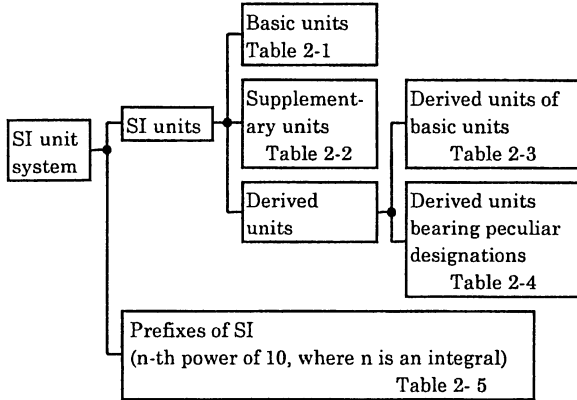 SI unit
system
SI units
Basic units
Table 2-1
Supplement-
ary units
Table 2-2
Derived
units
Derived units of
basic units
Table 2-3
Derived units
bearing peculiar
designations
Table 2-4
Prefixes of SI
(n-th power of 10, where n is an integral)
Table 2- 5